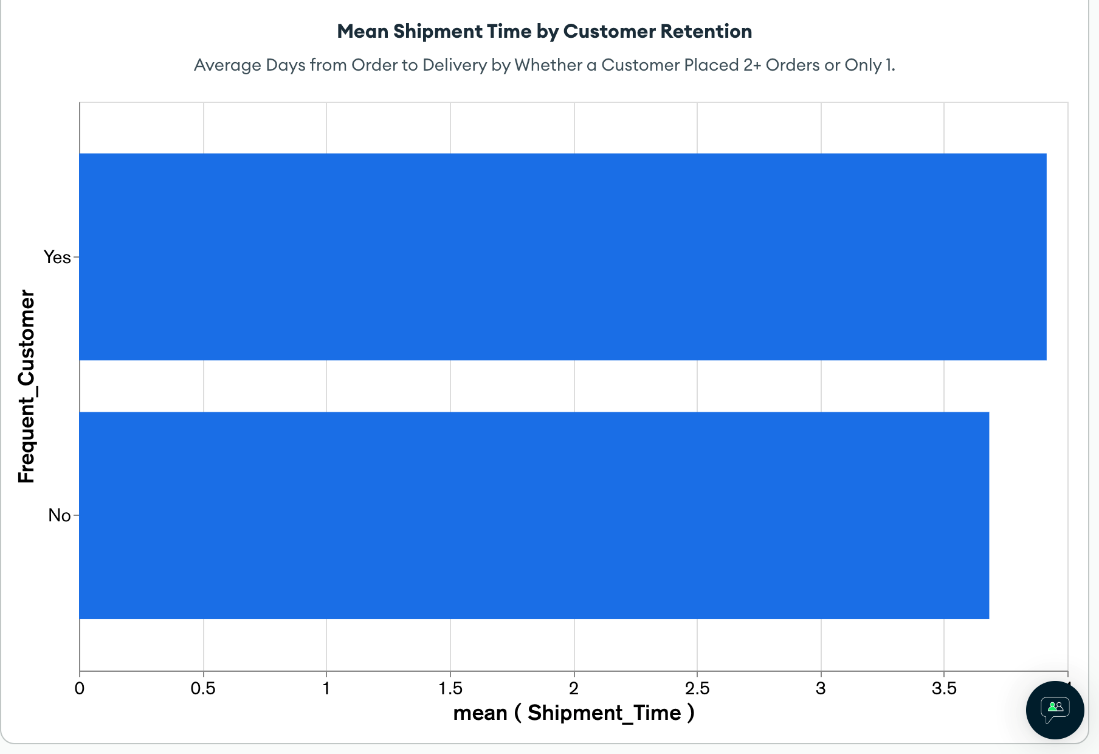 Mean Shipment Time by Customer Retention
Average Days from Order to Delivery by Whether a Customer Placed 2+ Orders or Only 1.
Frequent_Customer
Yes
No
0 0.5 1 1.5 2 2.5 3 3.5
mean ( Shipment_Time )